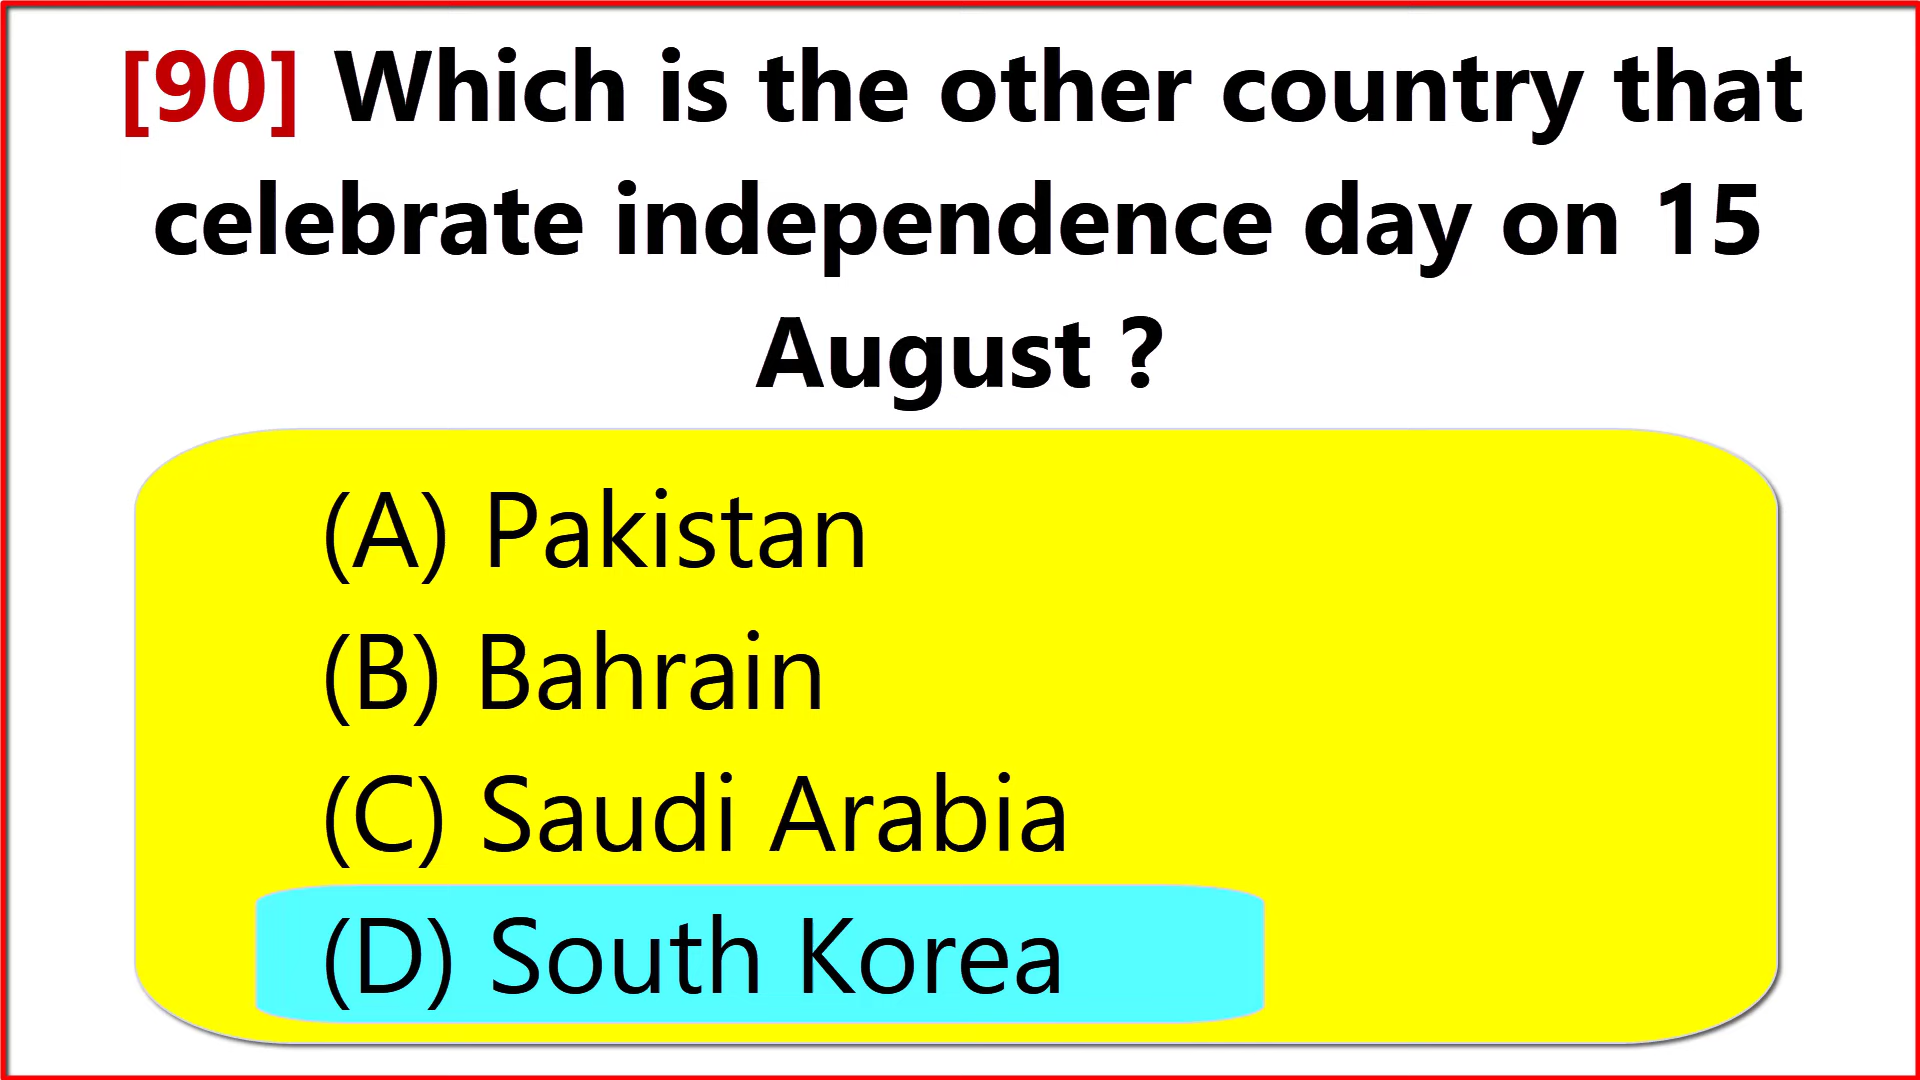 [90] Which is the other country that
celebrate independence day on 15
August ?
(A) Pakistan
(B) Bahrain
(C) Saudi Arabia
(D) South Korea